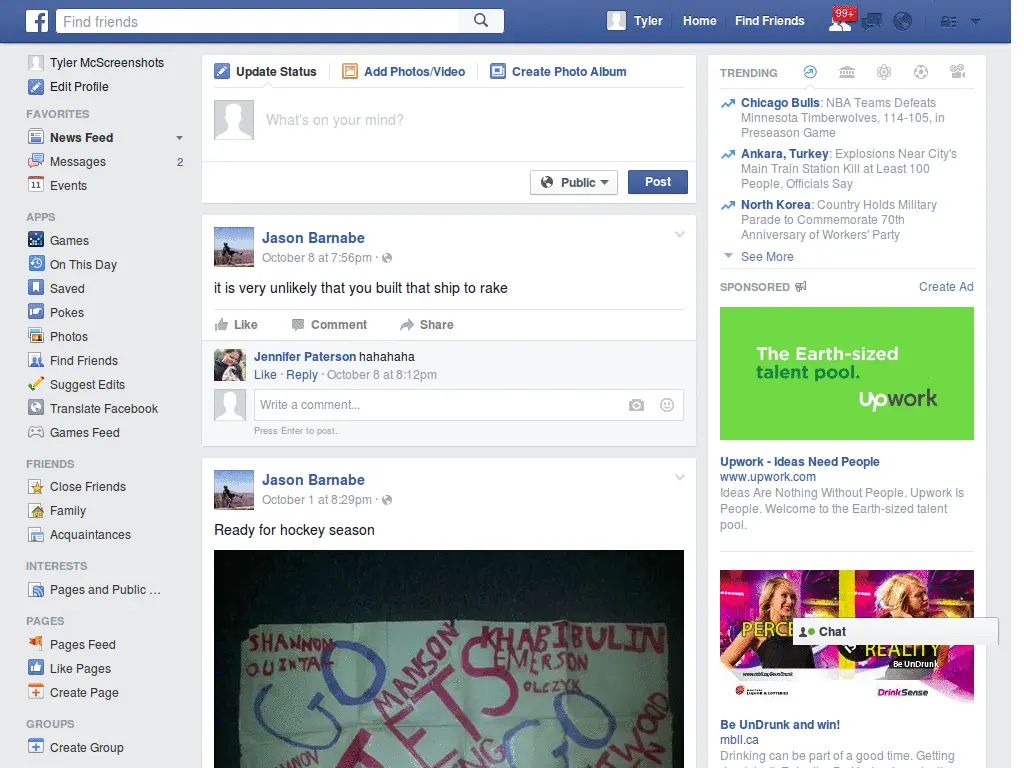 Find friends
Tyler
Home
Find Friends
99+
Tyler McScreenshots
Edit Profile
FAVORITES
News Feed
Messages 2
Events
APPS
Games
On This Day
Saved
Pokes
Photos
Find Friends
Suggest Edits
Translate Facebook
Games Feed
FRIENDS
Close Friends
Family
Acquaintances
INTERESTS
Pages and Public ...
PAGES
Pages Feed
Like Pages
Create Page
GROUPS
Create Group
Update Status
Add Photos/Video
Create Photo Album
What's on your mind?
Public
Post
Jason Barnabe
October 8 at 7:56pm ·
it is very unlikely that you built that ship to rake
Like
Comment
Share
Jennifer Paterson hahahaha
Like · Reply · October 8 at 8:12pm
Write a comment...
Press Enter to post.
Jason Barnabe
October 1 at 8:29pm ·
Ready for hockey season
SHANNON
QUINTAL
GO
MANSON
JETS
KHABIBULIN
EMERSON
OLCZYK
GO
TRENDING
Chicago Bulls: NBA Teams Defeats
Minnesota Timberwolves, 114-105, in
Preseason Game
Ankara, Turkey: Explosions Near City's
Main Train Station Kill at Least 100
People, Officials Say
North Korea: Country Holds Military
Parade to Commemorate 70th
Anniversary of Workers' Party
See More
SPONSORED
Create Ad
The Earth-sized
talent pool.
Upwork
Upwork - Ideas Need People
www.upwork.com
Ideas Are Nothing Without People. Upwork Is
People. Welcome to the Earth-sized talent
pool.
PERCE
Chat
REALITY
Be UnDrunk
DrinkSense
Be UnDrunk and win!
mbll.ca
Drinking can be part of a good time. Getting